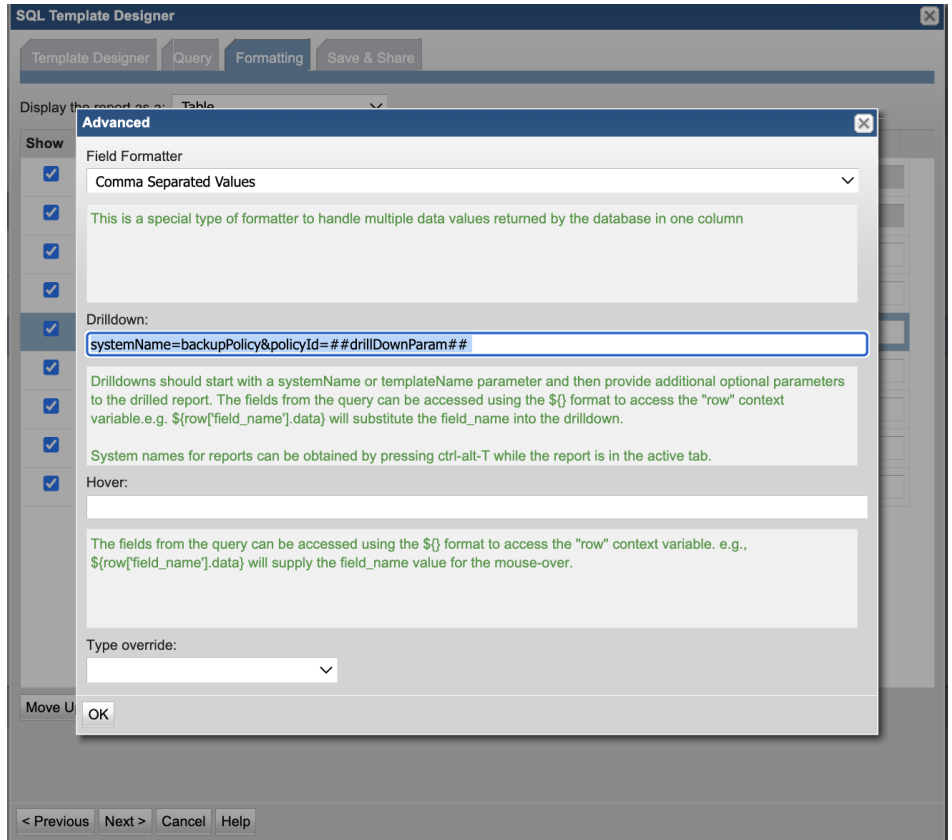 SQL Template Designer
Template Designer Query Formatting Save & Share
Display the report as a: Table
Advanced
Show
Field Formatter
Comma Separated Values
This is a special type of formatter to handle multiple data values returned by the database in one column
Drilldown:
systemName=backupPolicy&policyId=##drillDownParam##
Drilldowns should start with a systemName or templateName parameter and then provide additional optional parameters
to the drilled report. The fields from the query can be accessed using the ${} format to access the "row" context
variable.e.g. ${row['field_name'].data} will substitute the field_name into the drilldown.
System names for reports can be obtained by pressing ctrl-alt-T while the report is in the active tab.
Hover:
The fields from the query can be accessed using the ${} format to access the "row" context variable. e.g.,
${row['field_name'].data} will supply the field_name value for the mouse-over.
Type override:
Move U
OK
< Previous Next > Cancel Help